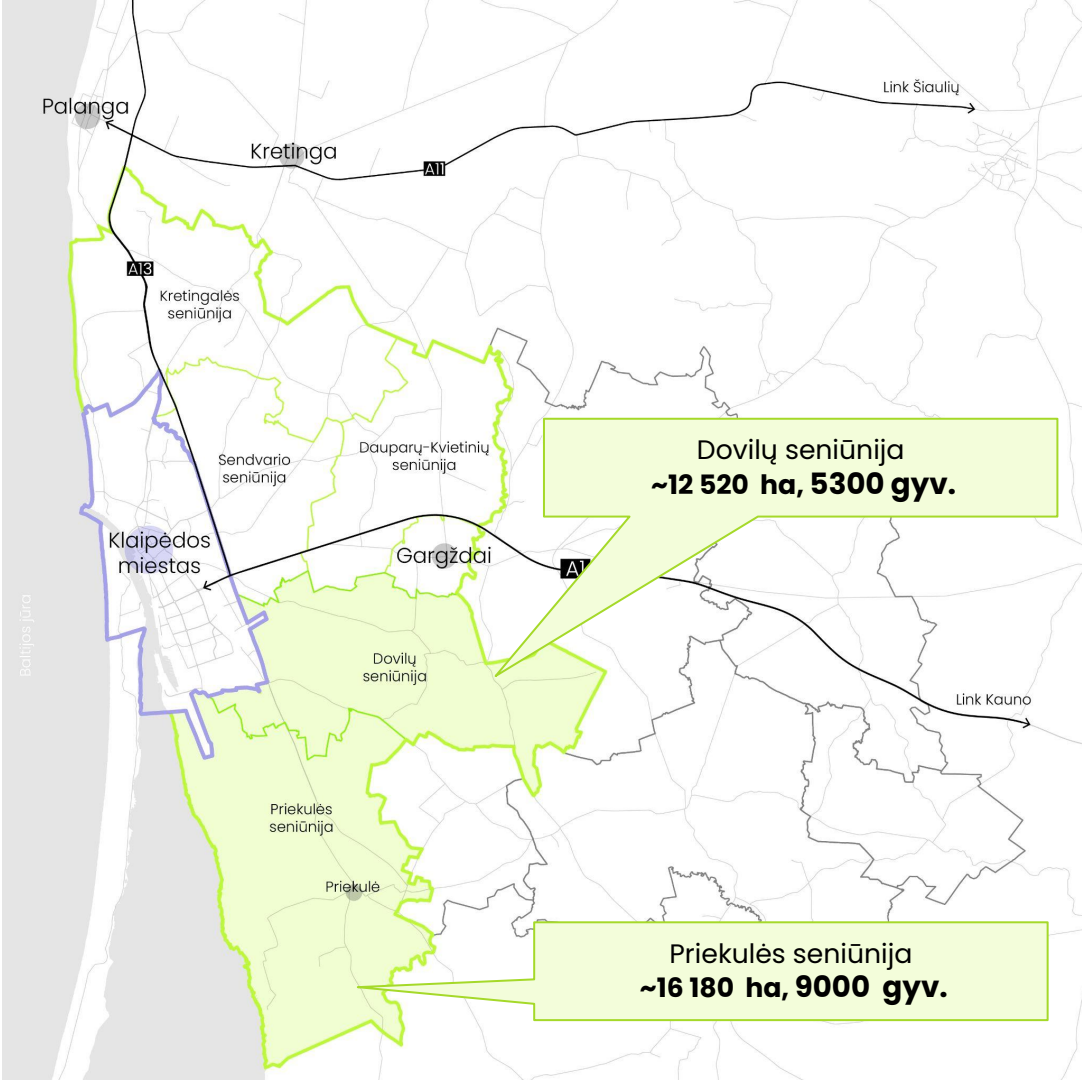 Link Šiaulių
Palanga
Kretinga
A11
A13
Kretingalės
seniūnija
Dauparų-Kvietinių
seniūnija
Sendvario
seniūnija
Dovilų seniūnija
~12 520 ha, 5300 gyv.
Klaipėdos
miestas
Gargždai
A1
Baltijos jūra
Dovilų
seniūnija
Link Kauno
Priekulės
seniūnija
Priekulė
Priekulės seniūnija
~16 180 ha, 9000 gyv.